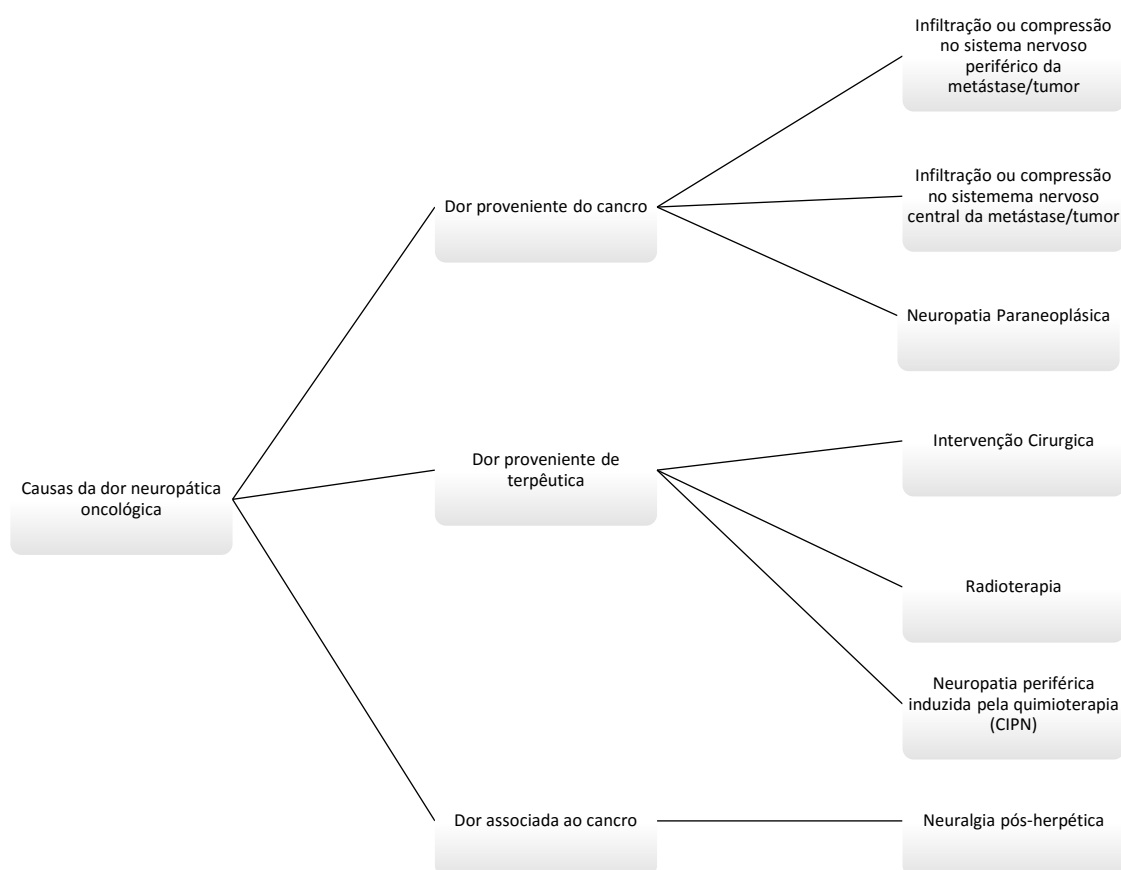 Infiltração ou compressão
no sistema nervoso
periférico da
metástase/tumor
Dor proveniente do cancro
Infiltração ou compressão
no sistemema nervoso
central da metástase/tumor
Neuropatia Paraneoplásica
Causas da dor neuropática
oncológica
Dor proveniente de
terpêutica
Intervenção Cirurgica
Radioterapia
Neuropatia periférica
induzida pela quimioterapia
(CIPN)
Dor associada ao cancro
Neuralgia pós-herpética